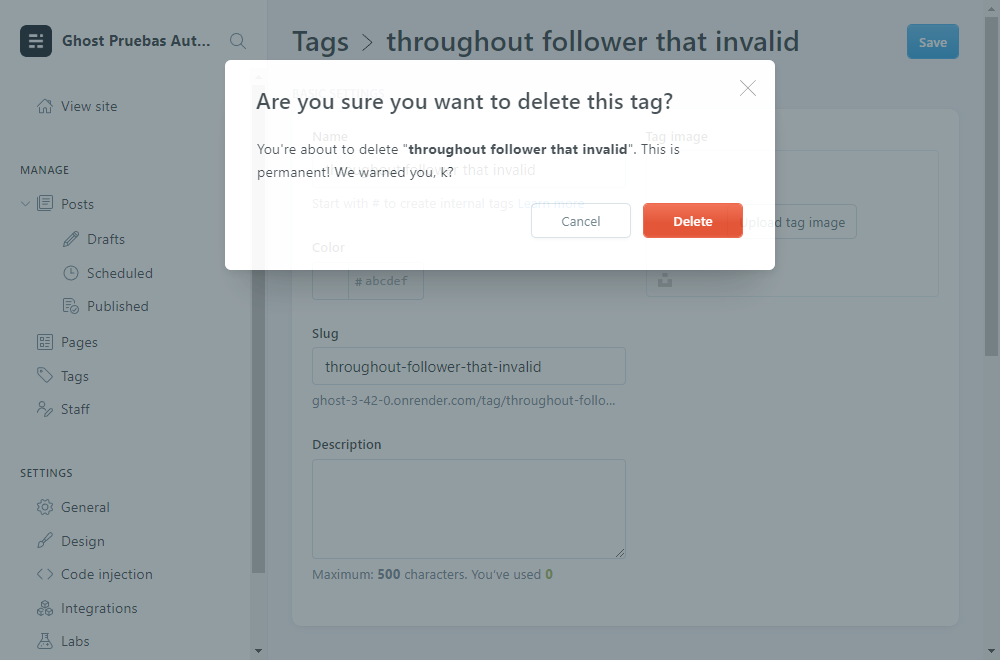 Ghost Pruebas Aut...
View site
MANAGE
Posts
Drafts
Scheduled
Published
Pages
Tags
Staff
SETTINGS
General
Design
Code injection
Integrations
Labs
Tags > throughout follower that invalid
Save
BASIC SETTINGS
Are you sure you want to delete this tag?
You're about to delete "throughout follower that invalid". This is
permanent! We warned you, k?
Cancel
Delete
Name
throughout follower that invalid
Start with # to create internal tags Learn more
Color
# abcdef
Tag image
Upload tag image
Slug
throughout-follower-that-invalid
ghost-3-42-0.onrender.com/tag/throughout-follo...
Description
Maximum: 500 characters. You've used 0